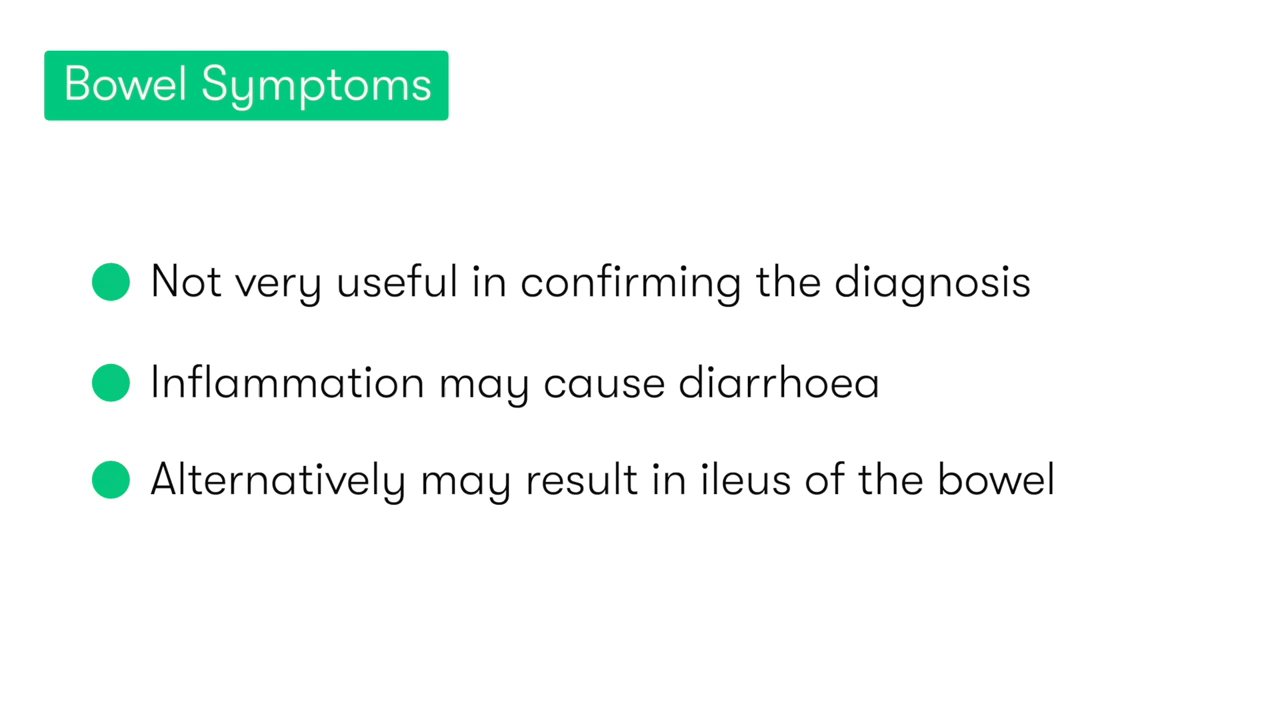 Bowel Symptoms
Not very useful in confirming the diagnosis
Inflammation may cause diarrhoea
Alternatively may result in ileus of the bowel